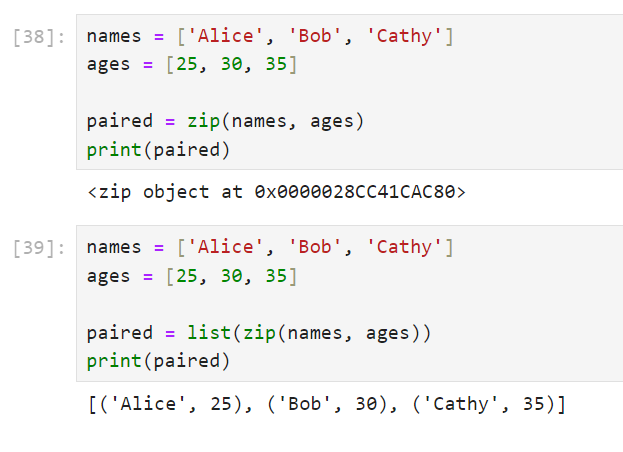 [38]: names = ['Alice', 'Bob', 'Cathy']
ages = [25, 30, 35]
paired = zip(names, ages)
print(paired)
<zip object at 0x0000028CC41CAC80>
[39]: names = ['Alice', 'Bob', 'Cathy']
ages = [25, 30, 35]
paired = list(zip(names, ages))
print(paired)
[('Alice', 25), ('Bob', 30), ('Cathy', 35)]